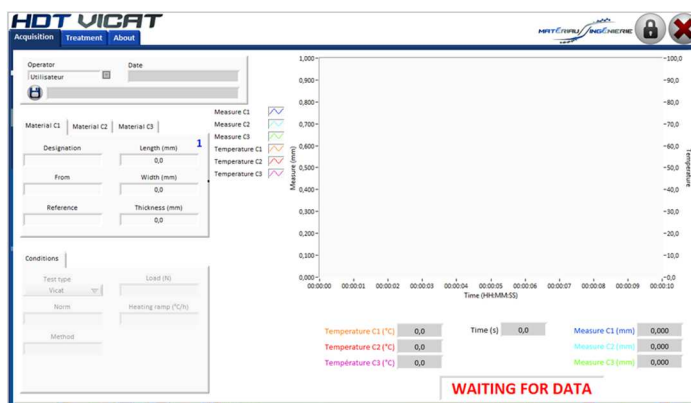 HDT VICAT
Acquisition Treatment About
MATÉRIAU INGÉNIERIE
Operator Date
Utilisateur
Material C1 Material C2 Material C3
1
Designation Length (mm)
0,0
From Width (mm)
0,0
Reference Thickness (mm)
0,0
Conditions
Test type Load (N)
Vicat
Norm Heating ramp (°C/h)
Method
Measure C1
Measure C2
Measure C3
Temperature C1
Temperature C2
Temperature C3
Measure (mm)
1,000
0,900
0,800
0,700
0,600
0,500
0,400
0,300
0,200
0,100
0,000
100,0
90,0
80,0
70,0
60,0
50,0
40,0
30,0
20,0
10,0
0,0
Temperature
00:00:00 00:00:01 00:00:02 00:00:03 00:00:04 00:00:05 00:00:06 00:00:07 00:00:08 00:00:09 00:00:10
Time (HH:MM:SS)
Temperature C1 (°C) 0,0 Time (s) 0,0 Measure C1 (mm) 0,000
Temperature C2 (°C) 0,0 Measure C2 (mm) 0,000
Température C3 (°C) 0,0 Measure C3 (mm) 0,000
WAITING FOR DATA